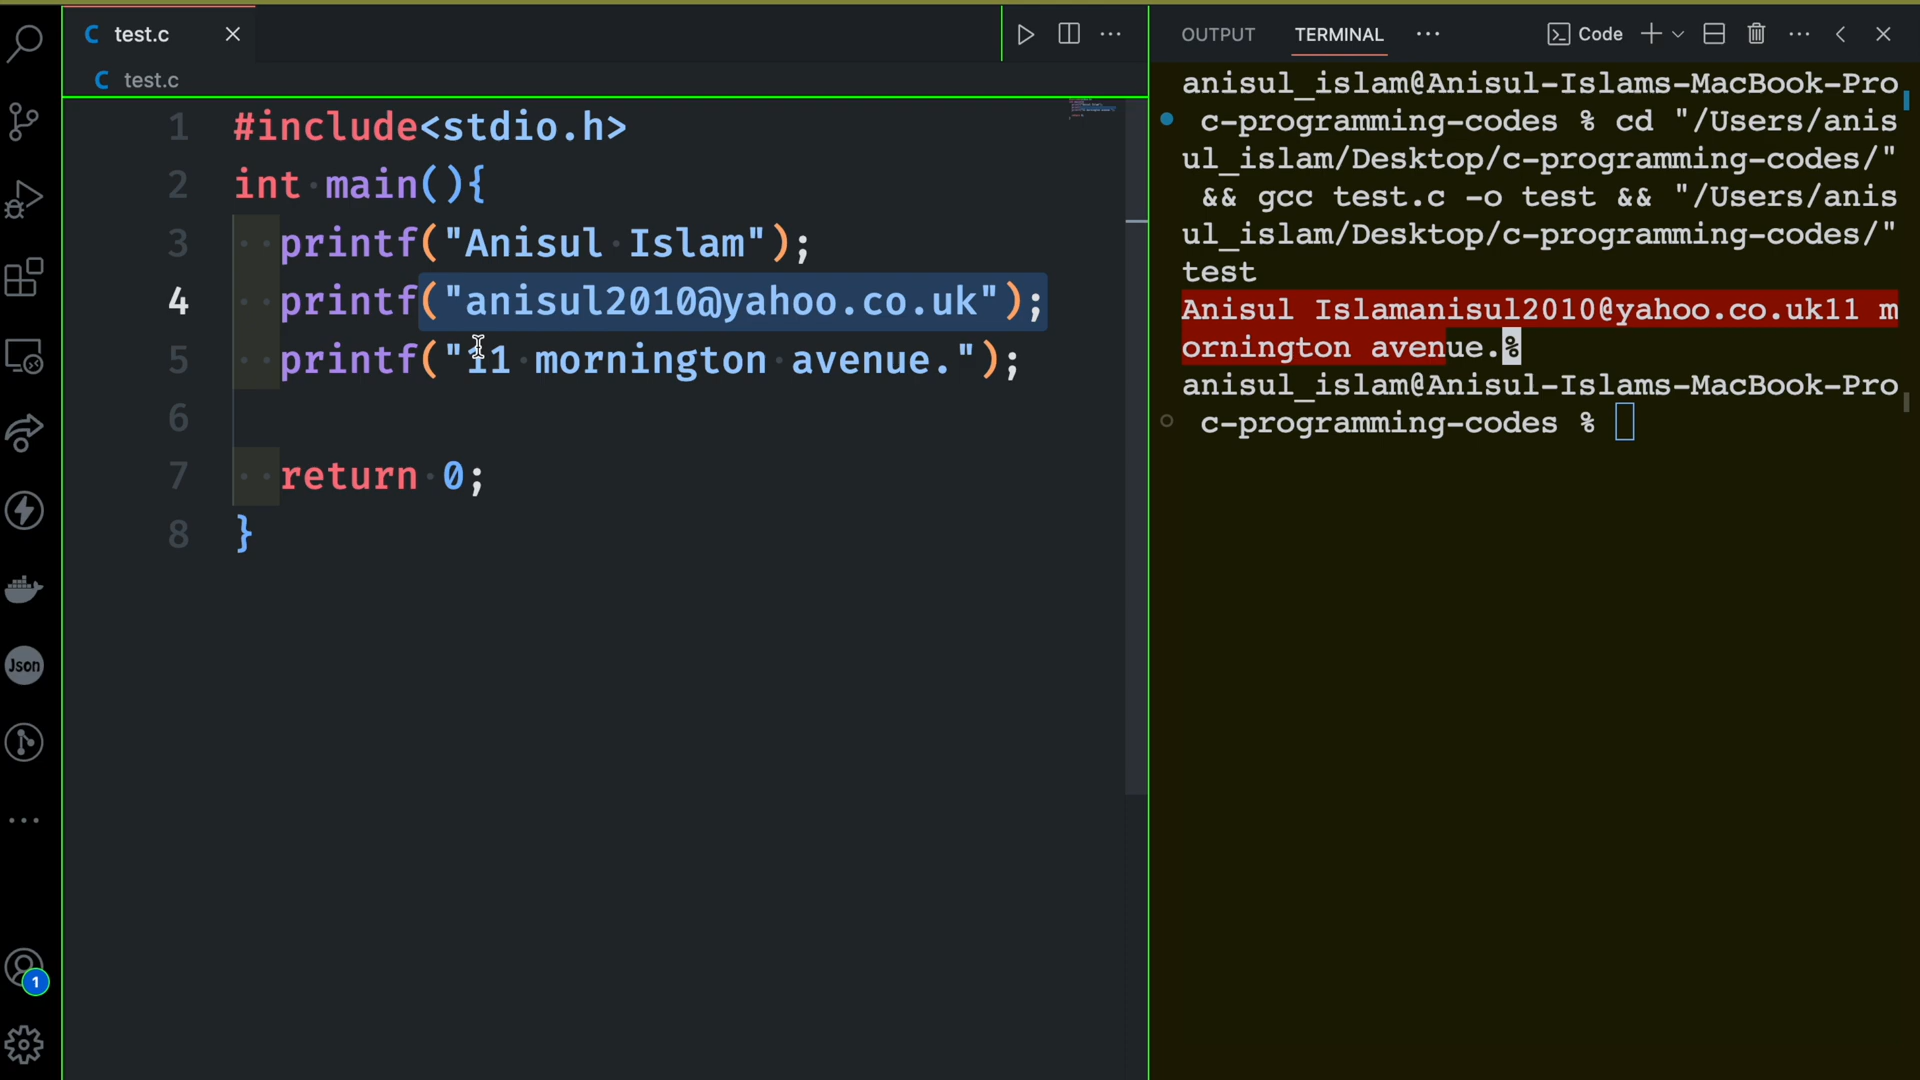 test.c
test.c
1 #include<stdio.h>
2 int main(){
3 printf("Anisul Islam");
4 printf("anisul2010@yahoo.co.uk");
5 printf("11 mornington avenue.");
6
7 return 0;
8 }
Json
1
OUTPUT TERMINAL Code
anisul_islam@Anisul-Islams-MacBook-Pro
c-programming-codes % cd "/Users/anis
ul_islam/Desktop/c-programming-codes/"
&& gcc test.c -o test && "/Users/anis
ul_islam/Desktop/c-programming-codes/"
test
Anisul Islamanisul2010@yahoo.co.uk11 m
ornington avenue.%
anisul_islam@Anisul-Islams-MacBook-Pro
c-programming-codes %